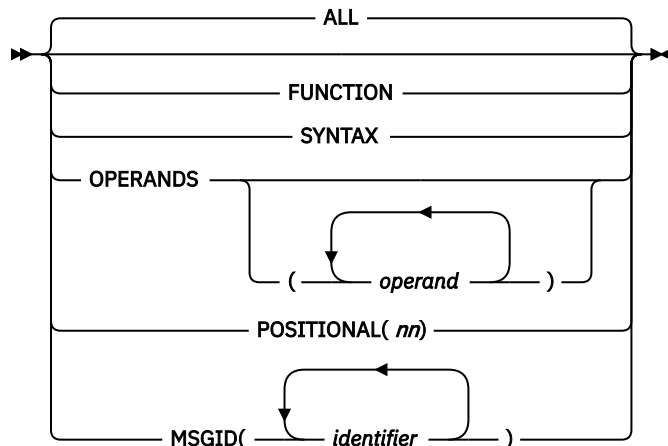 ALL
FUNCTION
SYNTAX
OPERANDS
( operand )
POSITIONAL( nn)
MSGID( identifier )